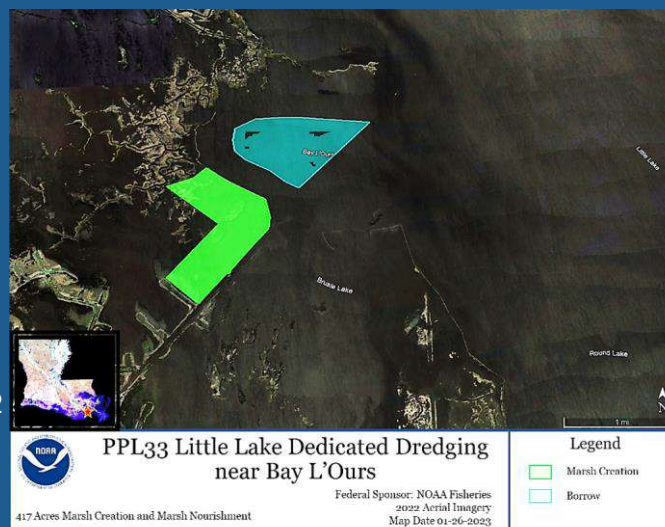 Bay L'Ours
Little Lake
Brusle Lake
Round Lake
N
1 mi
2
NOAA
PPL33 Little Lake Dedicated Dredging
near Bay L'Ours
Federal Sponsor: NOAA Fisheries
2022 Aerial Imagery
Map Date 01-26-2023
417 Acres Marsh Creation and Marsh Nourishment
Legend
Marsh Creation
Borrow